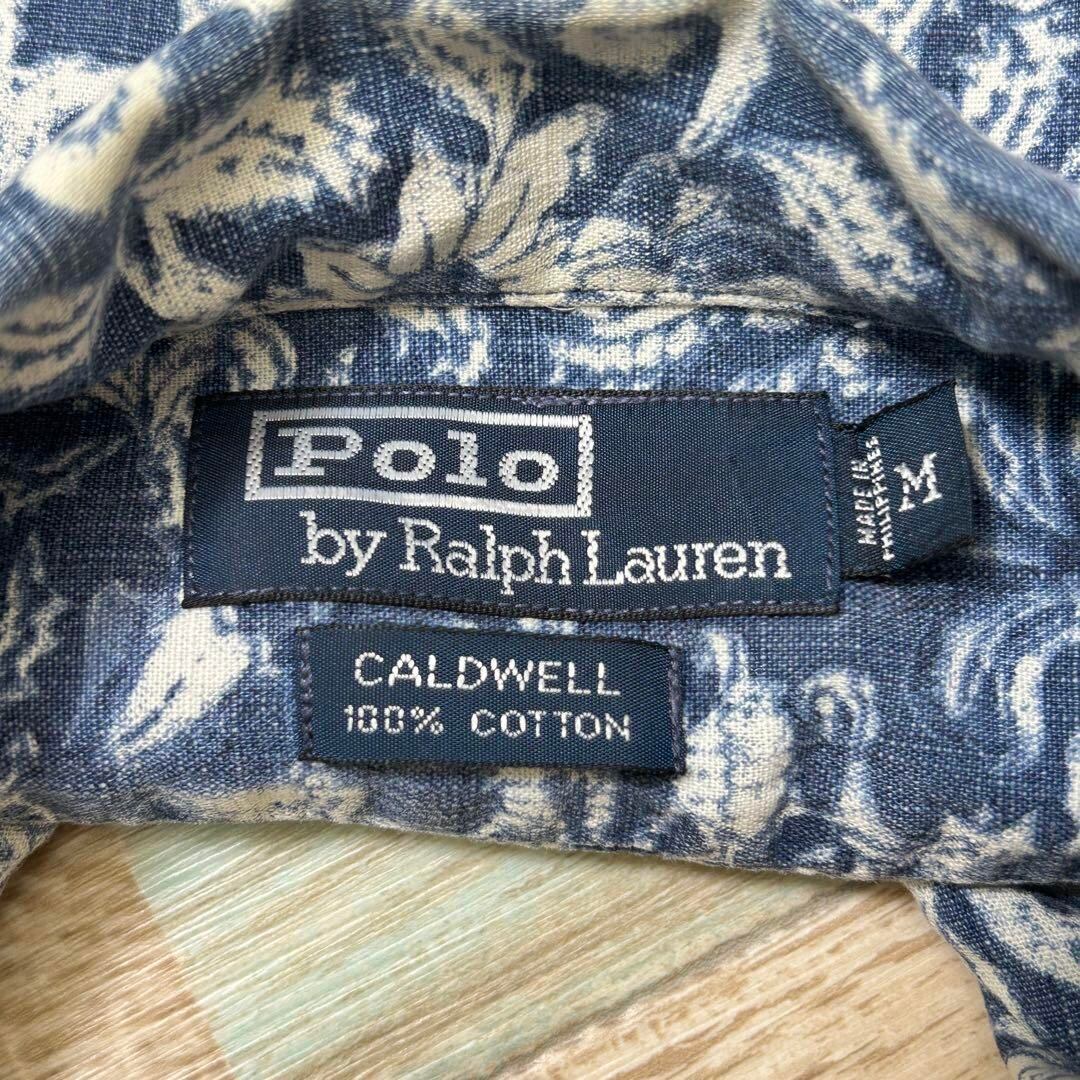 Polo
by Ralph Lauren
MADE IN
PHILIPPINES
M
CALDWELL
100% COTTON